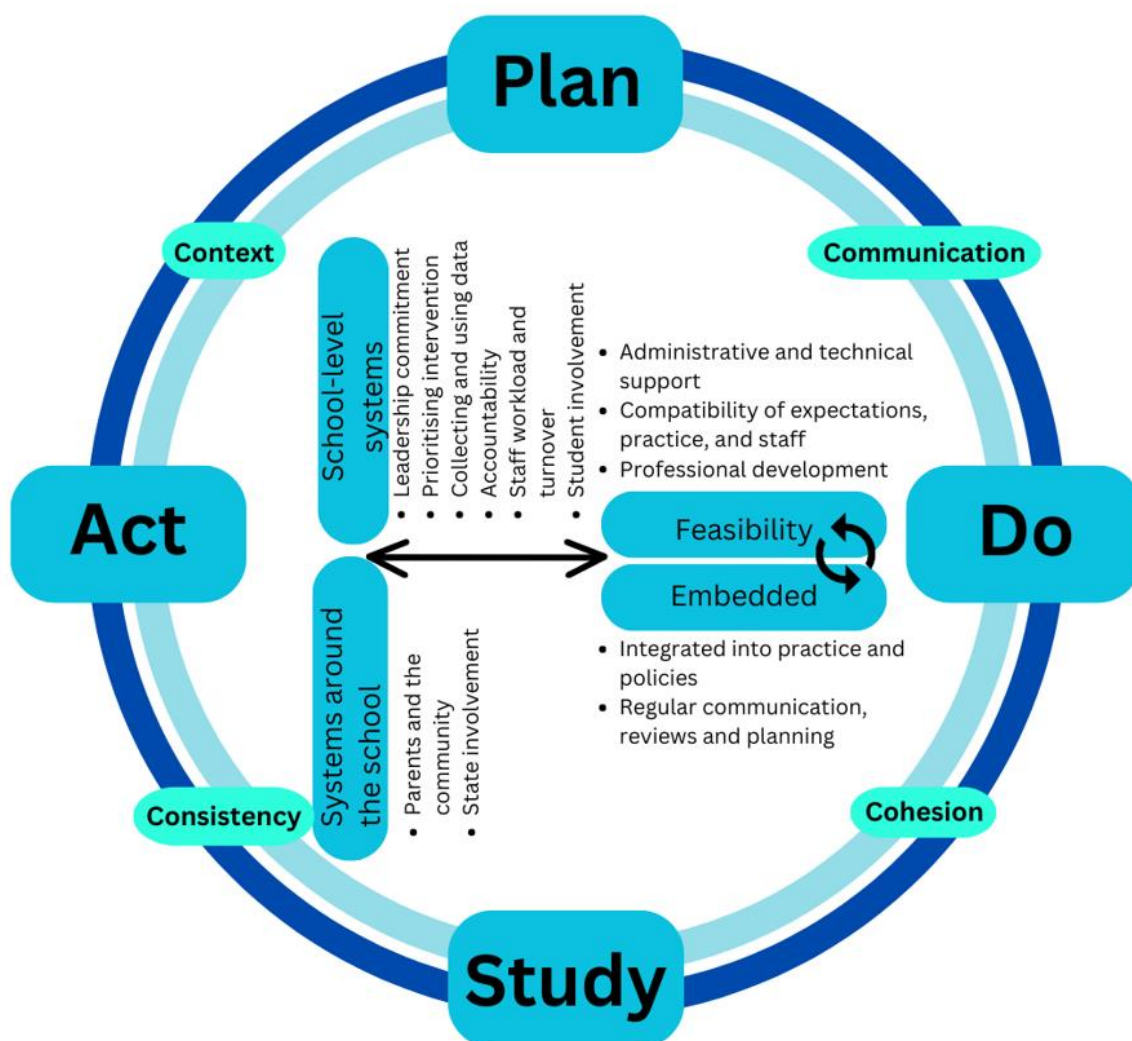 Plan
Context
Communication
School-level
systems
• Leadership commitment
• Prioritising intervention
• Collecting and using data
• Accountability
• Staff workload and
turnover
• Student involvement
• Administrative and technical
support
• Compatibility of expectations,
practice, and staff
• Professional development
Act
Feasibility
Do
Embedded
Systems around
the school
• Parents and the
community
• State involvement
• Integrated into practice and
policies
• Regular communication,
reviews and planning
Consistency
Cohesion
Study